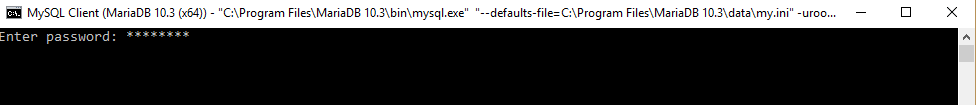 MySQL Client (MariaDB 10.3 (x64)) - "C:\Program Files\MariaDB 10.3\bin\mysql.exe" "--defaults-file=C:\Program Files\MariaDB 10.3\data\my.ini" -uroo...
Enter password: ********